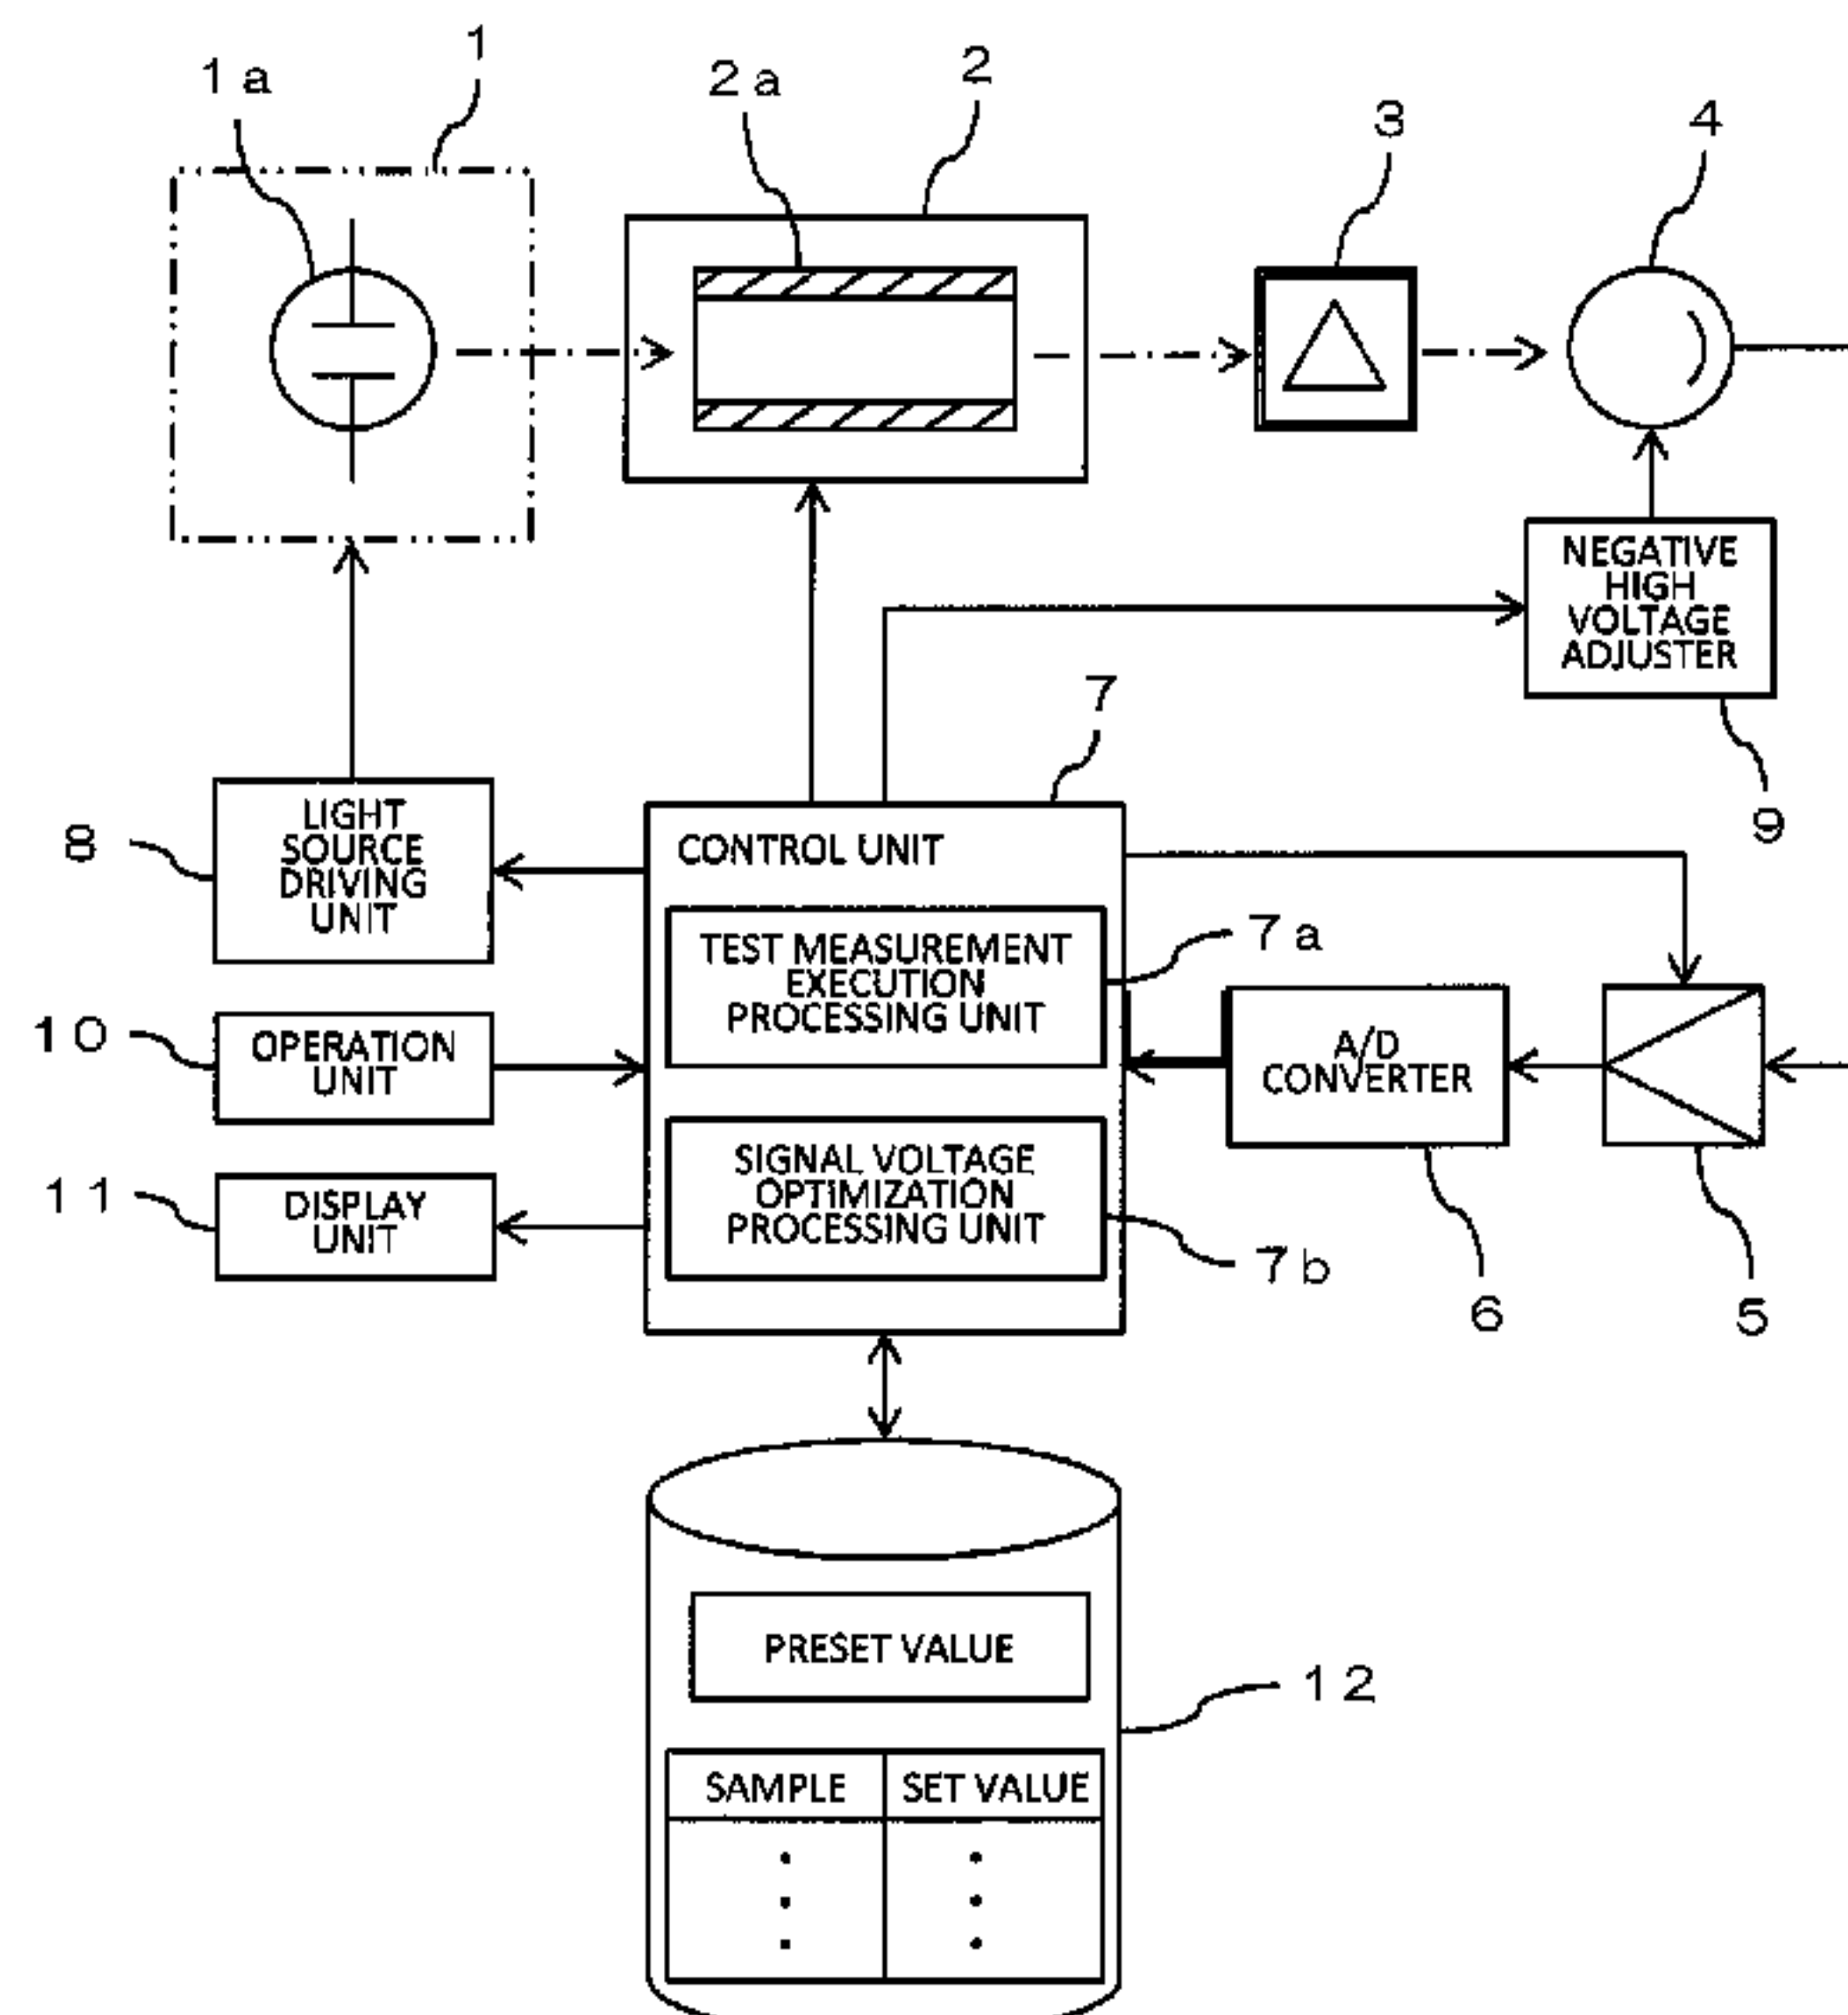 1
1a
2a
2
3
4
NEGATIVE
HIGH
VOLTAGE
ADJUSTER
9
7
8
LIGHT
SOURCE
DRIVING
UNIT
CONTROL UNIT
TEST MEASUREMENT
EXECUTION
PROCESSING UNIT
7a
10
OPERATION
UNIT
A/D
CONVERTER
6
5
11
DISPLAY
UNIT
SIGNAL VOLTAGE
OPTIMIZATION
PROCESSING UNIT
7b
PRESET VALUE
12
SAMPLE
SET VALUE